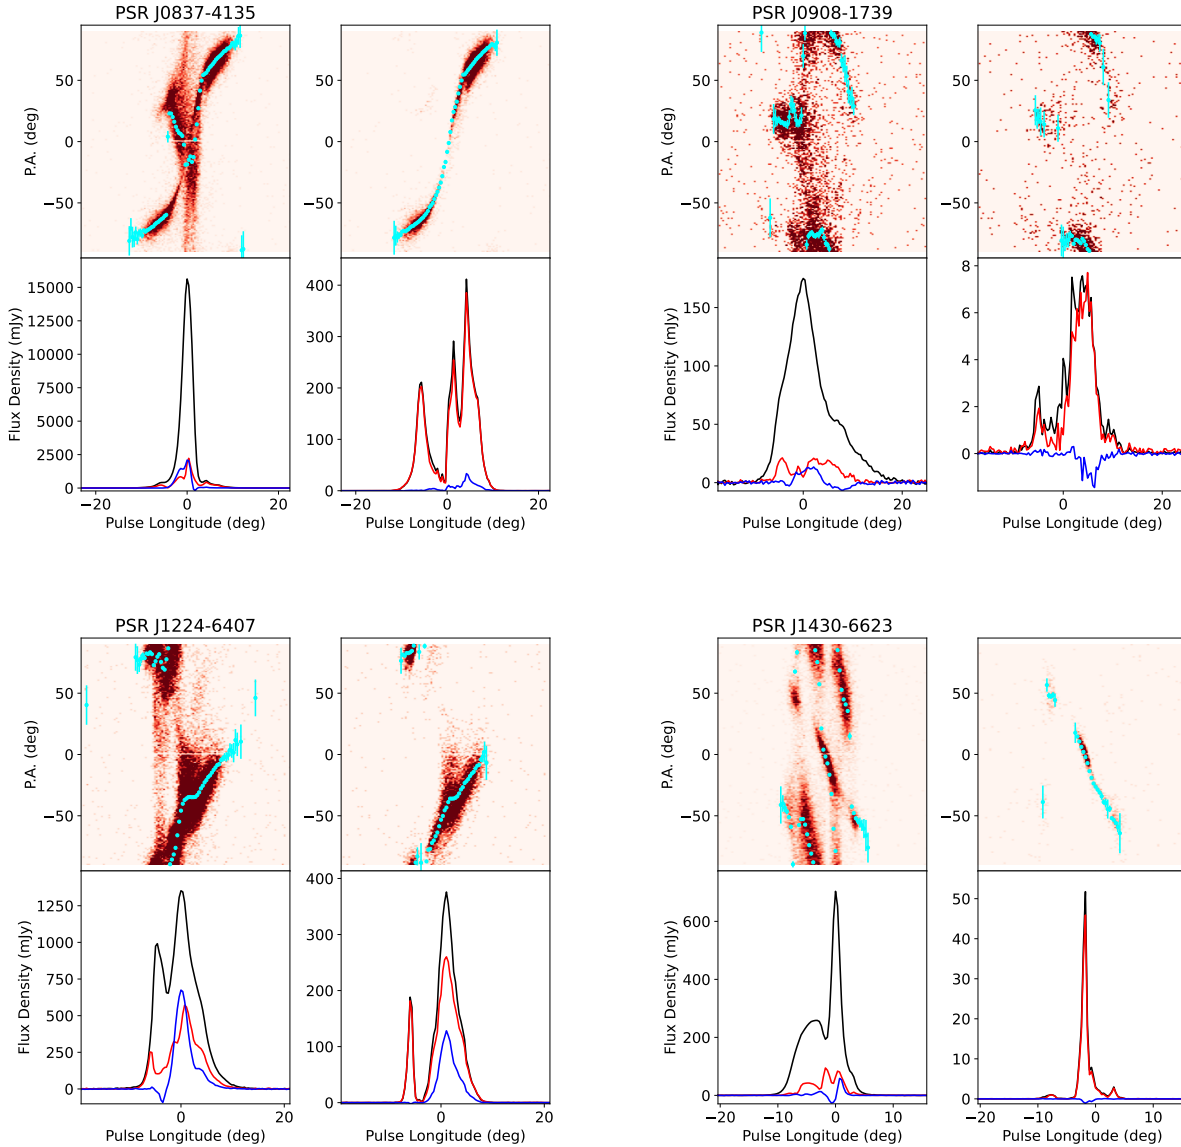 PSR J0837-4135
PSR J0908-1739
P.A. (deg)
50
0
−50
50
0
−50
P.A. (deg)
50
0
−50
50
0
−50
Flux Density (mJy)
15000
12500
10000
7500
5000
2500
0
400
300
200
100
0
Flux Density (mJy)
150
100
50
0
8
6
4
2
0
−20 0 20
−20 0 20
0 20
0 20
Pulse Longitude (deg)
Pulse Longitude (deg)
Pulse Longitude (deg)
Pulse Longitude (deg)
PSR J1224-6407
PSR J1430-6623
P.A. (deg)
50
0
−50
50
0
−50
P.A. (deg)
50
0
−50
50
0
−50
Flux Density (mJy)
1250
1000
750
500
250
0
400
300
200
100
0
Flux Density (mJy)
600
400
200
0
50
40
30
20
10
0
0 20
0 20
−20 −10 0 10
−20 −10 0 10
Pulse Longitude (deg)
Pulse Longitude (deg)
Pulse Longitude (deg)
Pulse Longitude (deg)